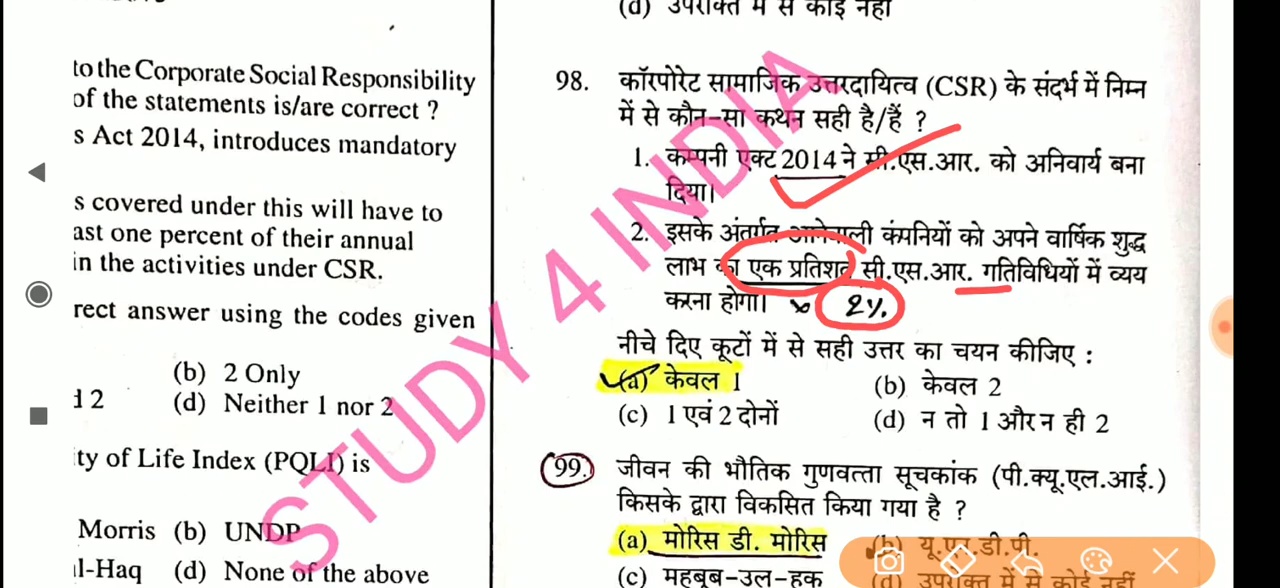 to the Corporate Social Responsibility
of the statements is/are correct ?
s Act 2014, introduces mandatory
s covered under this will have to
ast one percent of their annual
in the activities under CSR.
rect answer using the codes given
(b) 2 Only
d 2
(d) Neither 1 nor 2
ity of Life Index (PQLI) is
Morris (b) UNDP
ul-Haq (d) None of the above
(d) उपरोक्त में से कोई नहीं
98. कॉरपोरेट सामाजिक उत्तरदायित्व (CSR) के संदर्भ में निम्न
में से कौन-सा कथन सही है/हैं ?
1. कम्पनी एक्ट 2014 ने सी.एस.आर. को अनिवार्य बना
दिया।
2. इसके अंतर्गत आनेवाली कंपनियों को अपने वार्षिक शुद्ध
लाभ का एक प्रतिशत सी.एस.आर. गतिविधियों में व्यय
करना होगा। 2%.
नीचे दिए कूटों में से सही उत्तर का चयन कीजिए :
(a) केवल 1
(b) केवल 2
(c) 1 एवं 2 दोनों
(d) न तो 1 और न ही 2
99. जीवन की भौतिक गुणवत्ता सूचकांक (पी.क्यू.एल.आई.)
किसके द्वारा विकसित किया गया है ?
(a) मोरिस डी. मोरिस
(b) यू.एन.डी.पी.
(c) महबूब-उल-हक
(d) उपरोक्त में से कोई नहीं
STUDY 4 INDIA